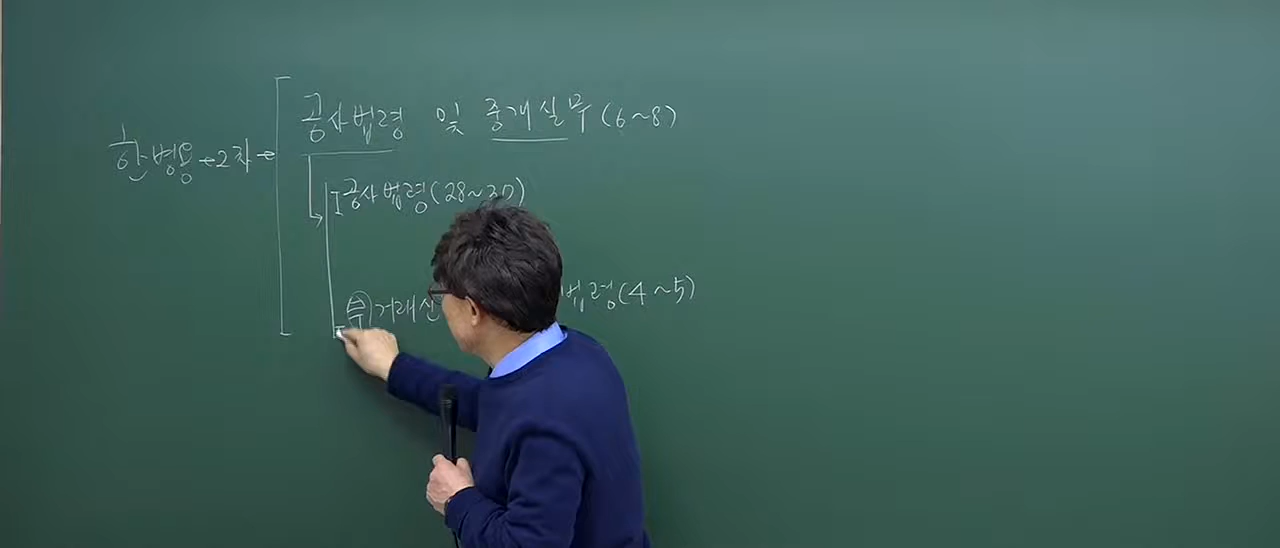 공사법령 및 중개실무 (6~8)
한병용 → 2차 →
I 공사법령 (28~30)
거래신 법령 (4~5)